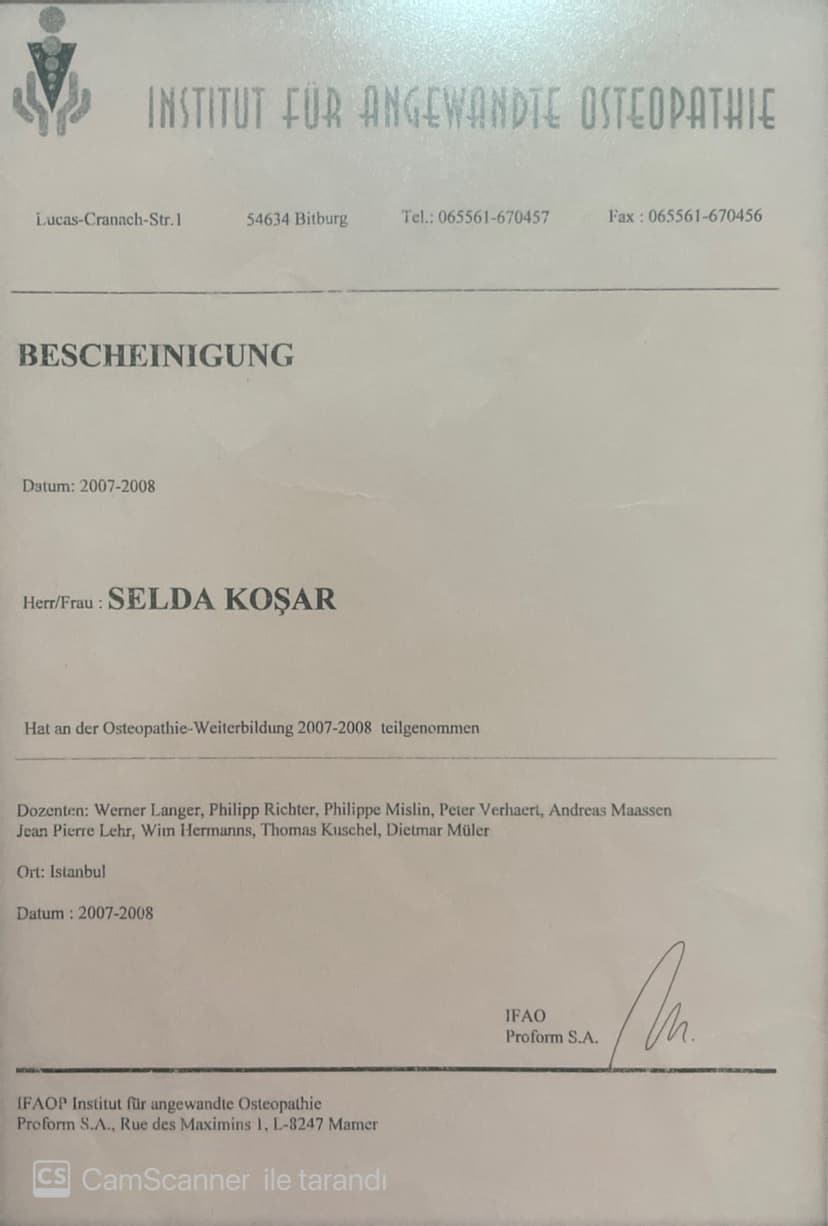 INSTITUT FÜR ANGEWANDTE OSTEOPATHIE
Lucas-Cranach-Str.1 54634 Bitburg Tel.: 065561-670457 Fax : 065561-670456
BESCHEINIGUNG
Datum: 2007-2008
Herr/Frau : SELDA KOŞAR
Hat an der Osteopathie-Weiterbildung 2007-2008 teilgenommen
Dozenten: Werner Langer, Philipp Richter, Philippe Mislin, Peter Verhaert, Andreas Maassen
Jean Pierre Lehr, Wim Hermanns, Thomas Kuschel, Dietmar Müler
Ort: Istanbul
Datum : 2007-2008
IFAO
Proform S.A.
IFAOP Institut für angewandte Osteopathie
Proform S.A., Rue des Maximins 1, L-8247 Mamer
CS CamScanner ile tarandı